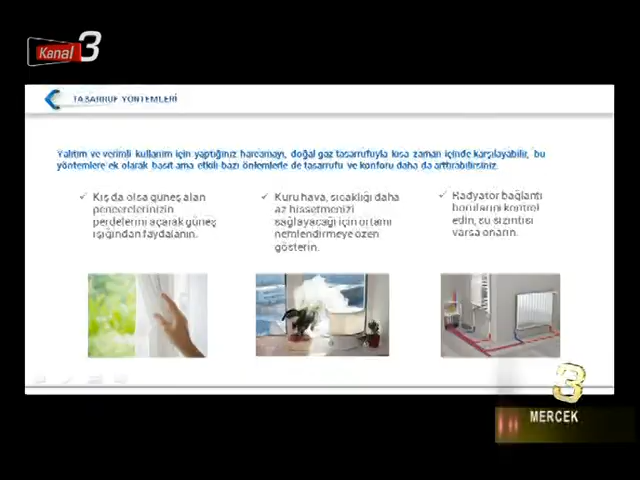 Kanal 3
TASARRUF YÖNTEMLERİ
Yalıtım ve verimli kullanım için yaptığınız harcamayı, doğal gaz tasarrufuyla kısa zaman içinde karşılayabilir, bu
yöntemlere ek olarak basit ama etkili bazı önlemlerle de tasarrufu ve konforu daha da arttırabilirsiniz.
✓ Kış da olsa güneş alan
pencerelerinizin
perdelerini açarak güneş
ışığından faydalanın.
✓ Kuru hava, sıcaklığı daha
az hissetmenizi
sağlayacağı için ortamı
nemlendirmeye özen
gösterin.
✓ Radyatör bağlantı
borularını kontrol
edin, su sızıntısı
varsa onarın.
3
MERCEK